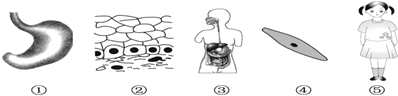 ① ② ③ ④ ⑤